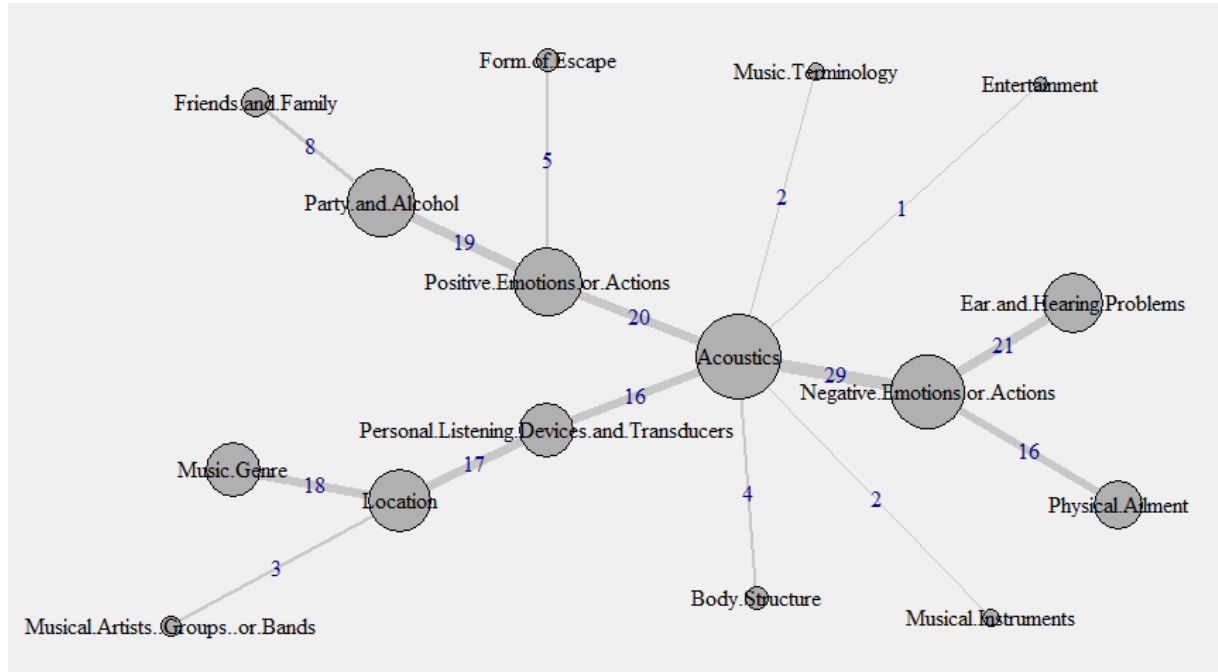 Form.of.Escape
Music.Terminology
Entertainment
Friends.and.Family
8
5
2
1
Party.and.Alcohol
19
Positive.Emotions.or.Actions
20
Ear.and.Hearing.Problems
21
Acoustics
29
Negative.Emotions.or.Actions
16
Personal.Listening.Devices.and.Transducers
16
Physical.Ailment
17
Music.Genre
18
Location
4
2
3
Body.Structure
Musical.Instruments
Musical.Artists..Groups..or.Bands